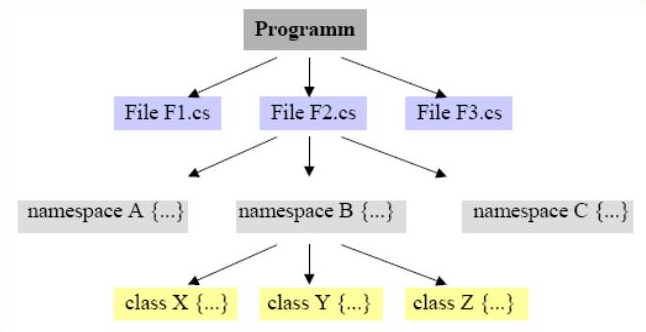 Programm
File F1.cs File F2.cs File F3.cs
namespace A {...} namespace B {...} namespace C {...}
class X {...} class Y {...} class Z {...}